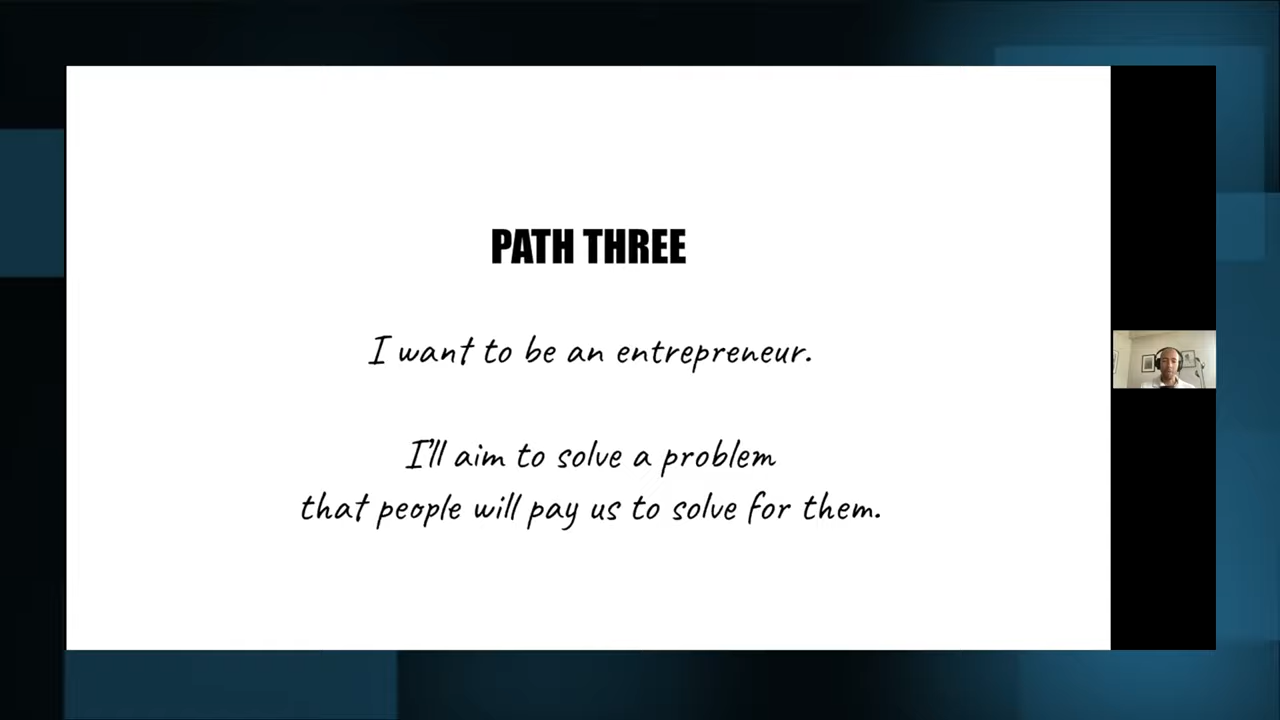 PATH THREE
I want to be an entrepreneur.
I'll aim to solve a problem
that people will pay us to solve for them.